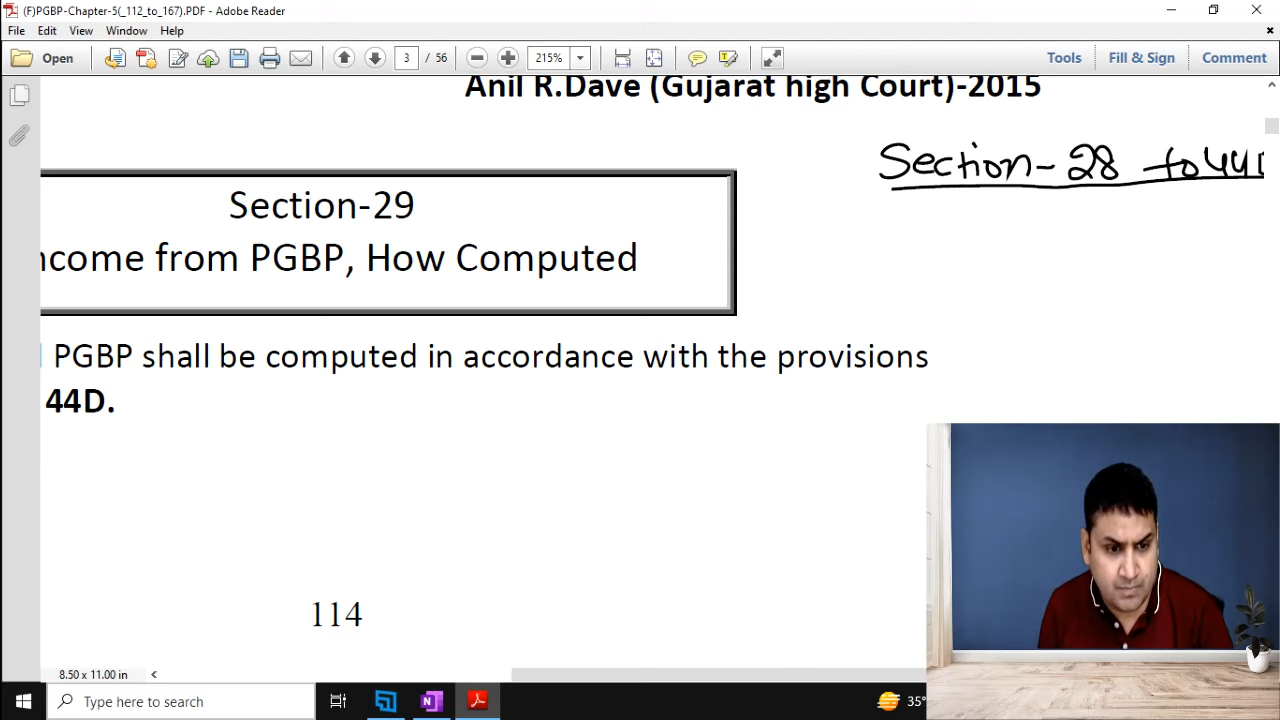 (F)PGBP-Chapter-5(_112_to_167).PDF - Adobe Reader
File Edit View Window Help
Open 3 / 56 215% Tools Fill & Sign Comment
Anil R.Dave (Gujarat high Court)-2015
Section- 28 to 44
Section-29
ncome from PGBP, How Computed
PGBP shall be computed in accordance with the provisions
44D.
114
8.50 x 11.00 in
Type here to search
35°